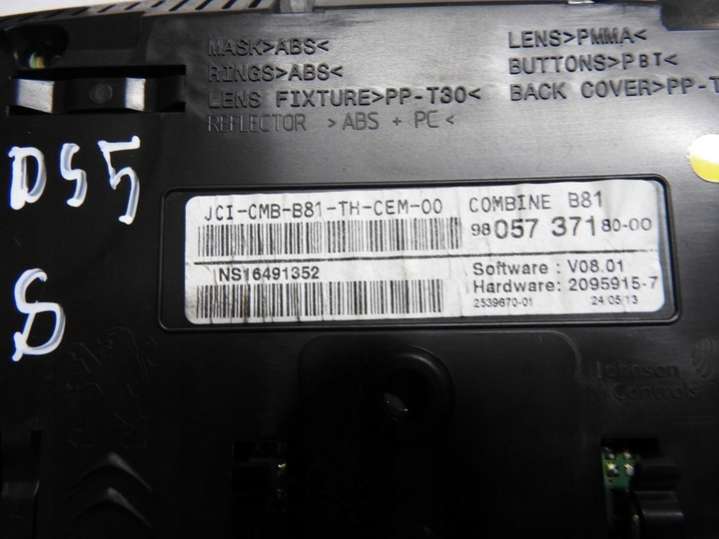 MASK>ABS<
RINGS>ABS<
LENS FIXTURE>PP-T30<
REFLECTOR >ABS + PC<
LENS>PMMA<
BUTTONS>PBT<
BACK COVER>PP-T
DS5
JCI-CMB-B81-TH-CEM-00
COMBINE B81
98 057 371 80-00
NS16491352
Software : V08.01
Hardware: 2095915-7
2539670-01
24.05.13
Johnson
Controls